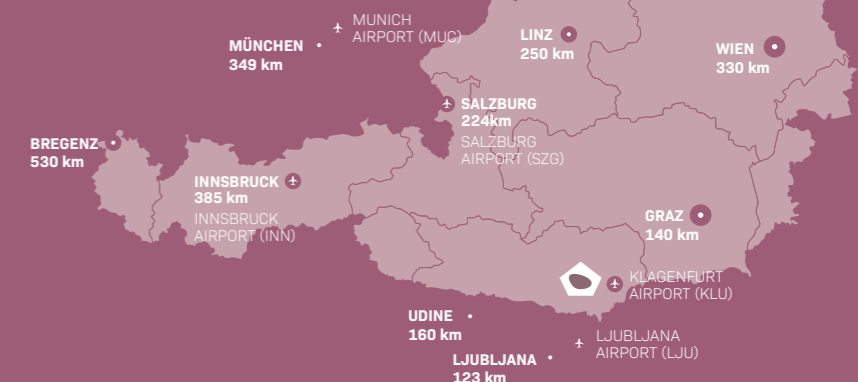 MUNICH
AIRPORT (MUC)
MÜNCHEN
349 km
LINZ
250 km
WIEN
330 km
SALZBURG
224km
SALZBURG
AIRPORT (SZG)
BREGENZ
530 km
INNSBRUCK
385 km
INNSBRUCK
AIRPORT (INN)
GRAZ
140 km
KLAGENFURT
AIRPORT (KLU)
UDINE
160 km
LJUBLJANA
AIRPORT (LJU)
LJUBLJANA
123 km